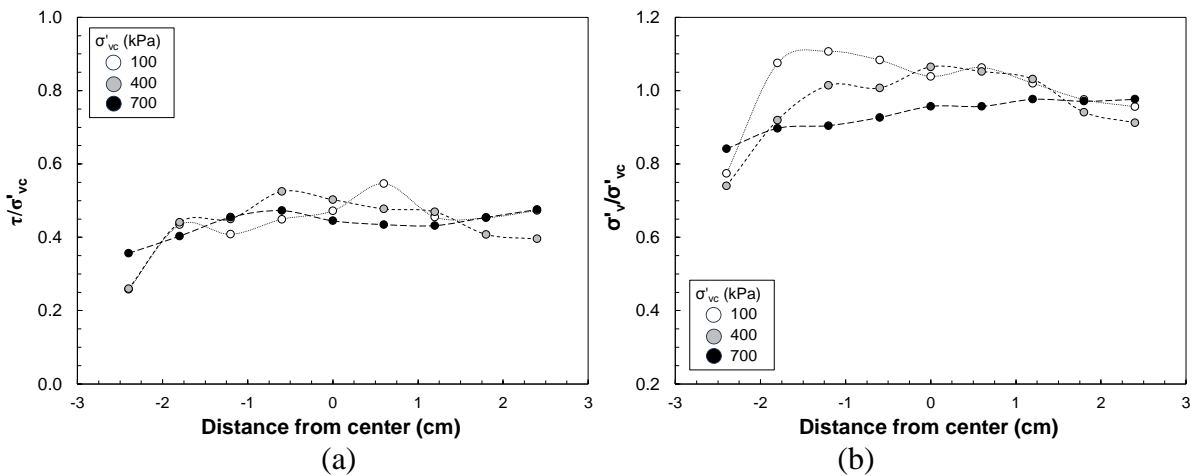 1.0
0.8
0.6
0.4
0.2
0.0
τ/σ'vc
σ'vc (kPa)
100
400
700
-3 -2 -1 0 1 2 3
Distance from center (cm)
(a)
1.2
1.0
0.8
0.6
0.4
0.2
σ'v/σ'vc
σ'vc (kPa)
100
400
700
-3 -2 -1 0 1 2 3
Distance from center (cm)
(b)